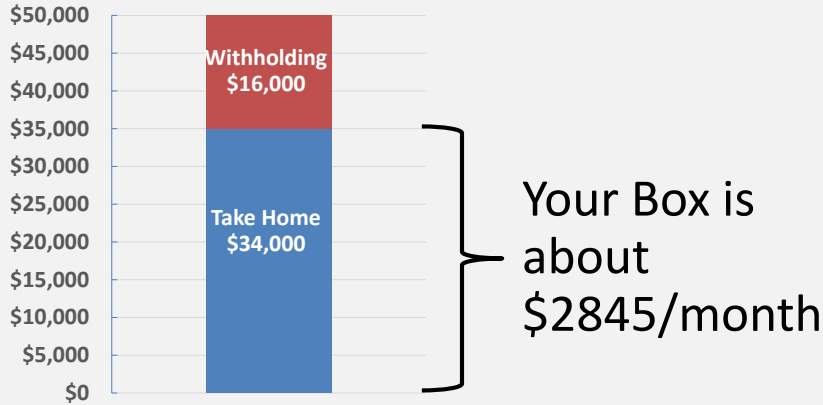 $50,000
$45,000
$40,000
$35,000
$30,000
$25,000
$20,000
$15,000
$10,000
$5,000
$0
Withholding
$16,000
Take Home
$34,000
Your Box is
about
$2845/month